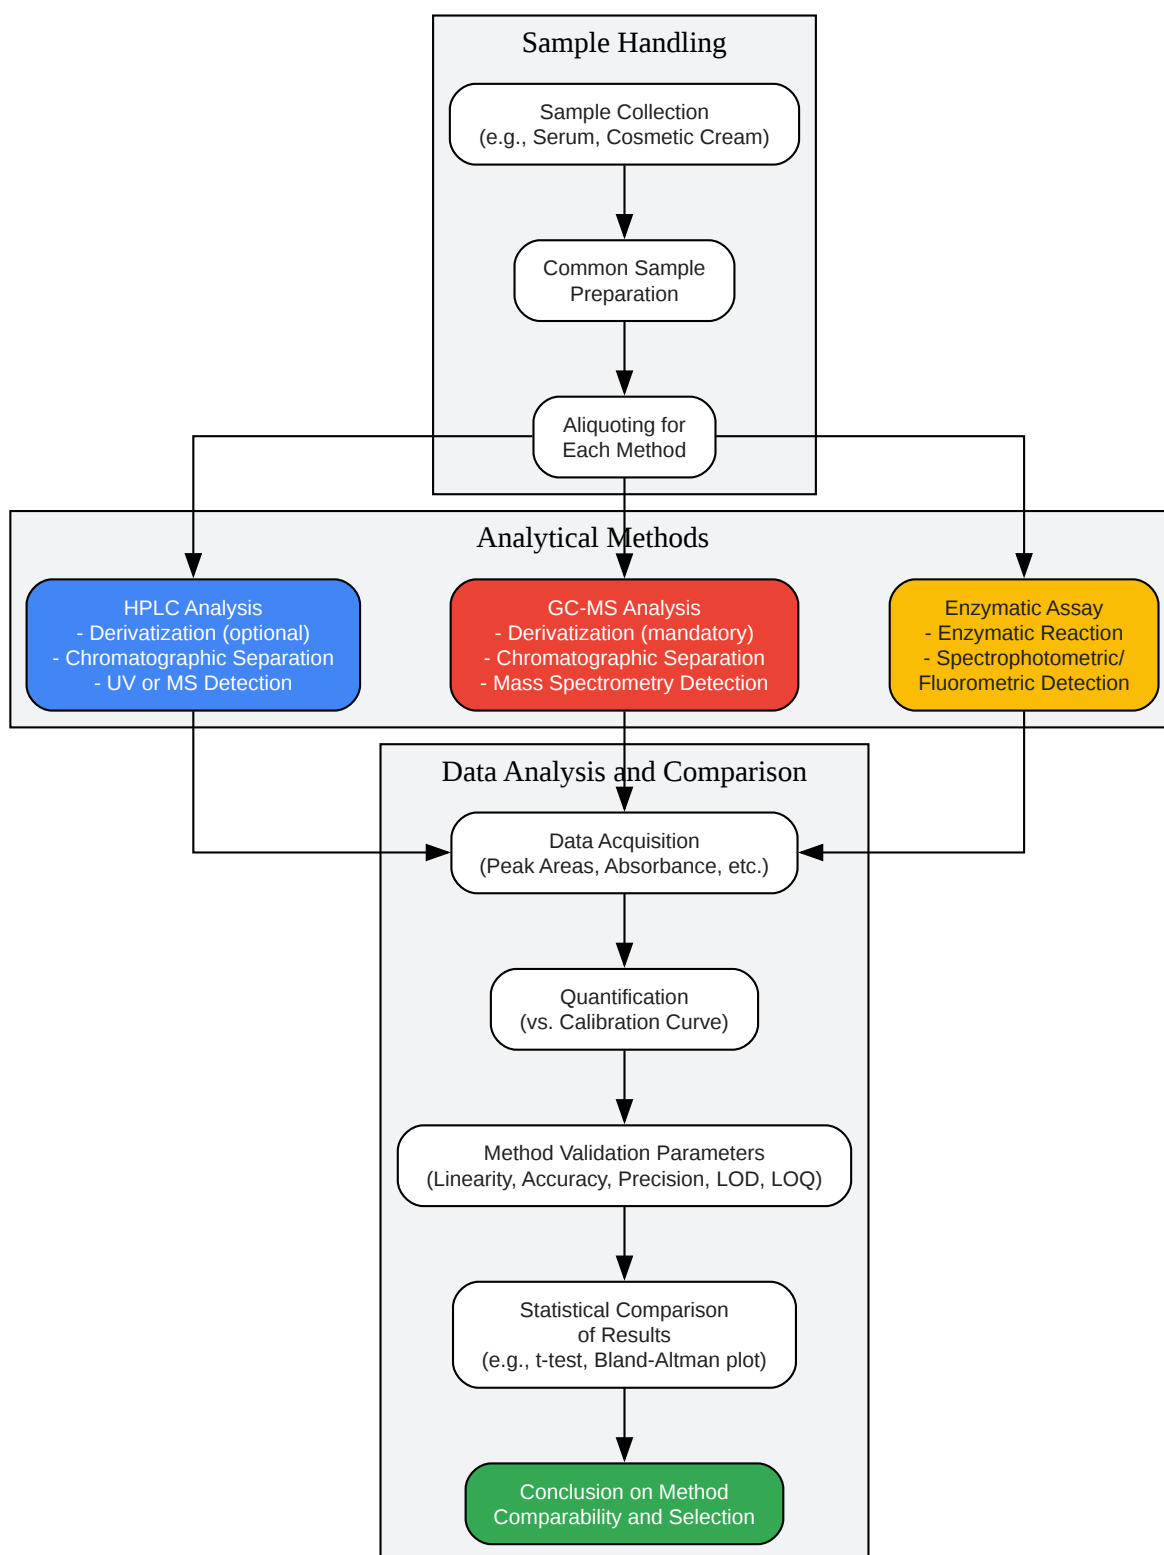 Sample Handling
Sample Collection
(e.g., Serum, Cosmetic Cream)
Common Sample
Preparation
Aliquoting for
Each Method
Analytical Methods
HPLC Analysis
- Derivatization (optional)
- Chromatographic Separation
- UV or MS Detection
GC-MS Analysis
- Derivatization (mandatory)
- Chromatographic Separation
- Mass Spectrometry Detection
Enzymatic Assay
- Enzymatic Reaction
- Spectrophotometric/
Fluorometric Detection
Data Analysis and Comparison
Data Acquisition
(Peak Areas, Absorbance, etc.)
Quantification
(vs. Calibration Curve)
Method Validation Parameters
(Linearity, Accuracy, Precision, LOD, LOQ)
Statistical Comparison
of Results
(e.g., t-test, Bland-Altman plot)
Conclusion on Method
Comparability and Selection